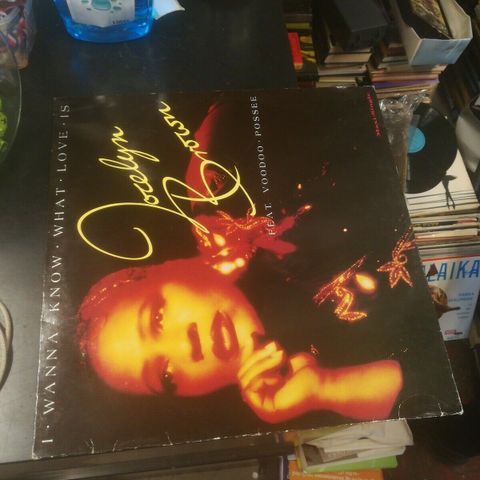 I · WANNA · KNOW · WHAT · LOVE · IS
Jocelyn
Brown
FEAT. VOODOO · POSSEE
LAIKA